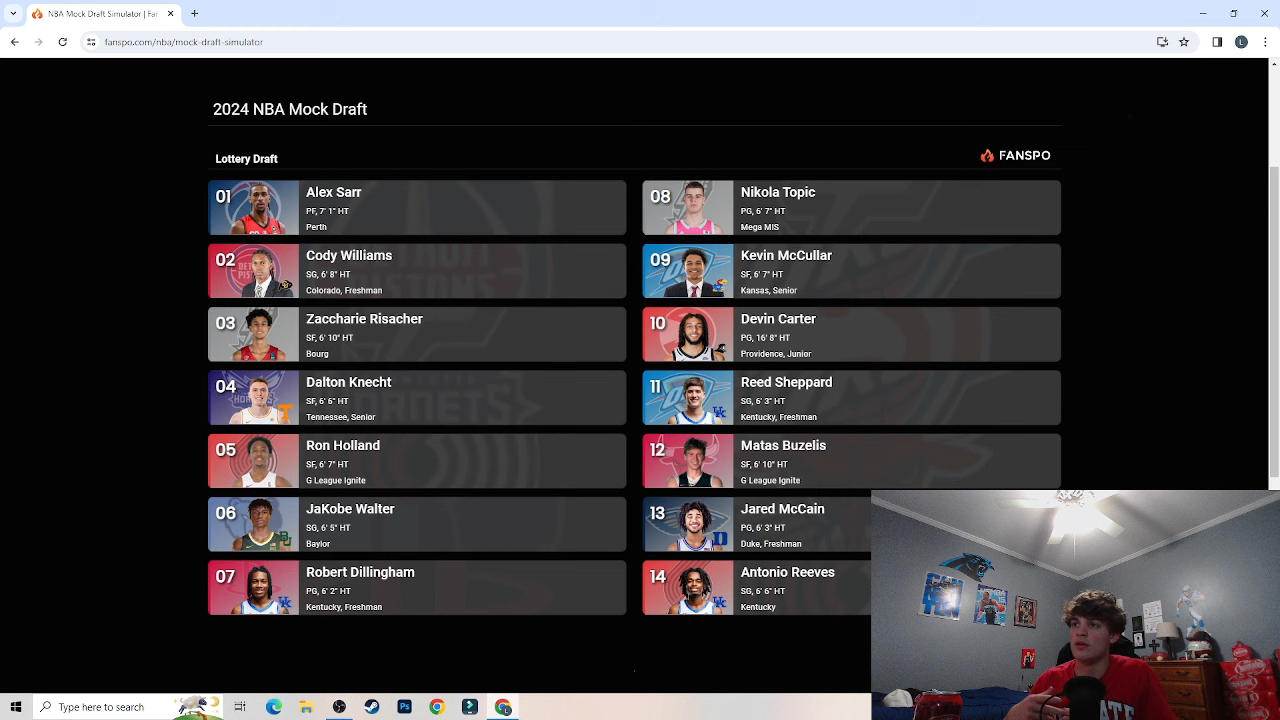 NBA Mock Draft Simulator | Fan
fanspo.com/nba/mock-draft-simulator
L
2024 NBA Mock Draft
Lottery Draft
FANSPO
01
Alex Sarr
PF, 7' 1" HT
Perth
02
Cody Williams
SG, 6' 8" HT
Colorado, Freshman
03
Zaccharie Risacher
SF, 6' 10" HT
Bourg
04
Dalton Knecht
SF, 6' 6" HT
Tennessee, Senior
05
Ron Holland
SF, 6' 7" HT
G League Ignite
06
JaKobe Walter
SG, 6' 5" HT
Baylor
07
Robert Dillingham
PG, 6' 2" HT
Kentucky, Freshman
08
Nikola Topic
PG, 6' 7" HT
Mega MIS
09
Kevin McCullar
SF, 6' 7" HT
Kansas, Senior
10
Devin Carter
PG, 16' 8" HT
Providence, Junior
11
Reed Sheppard
SG, 6' 3" HT
Kentucky, Freshman
12
Matas Buzelis
SF, 6' 10" HT
G League Ignite
13
Jared McCain
PG, 6' 3" HT
Duke, Freshman
14
Antonio Reeves
SG, 6' 6" HT
Kentucky
Type here to search